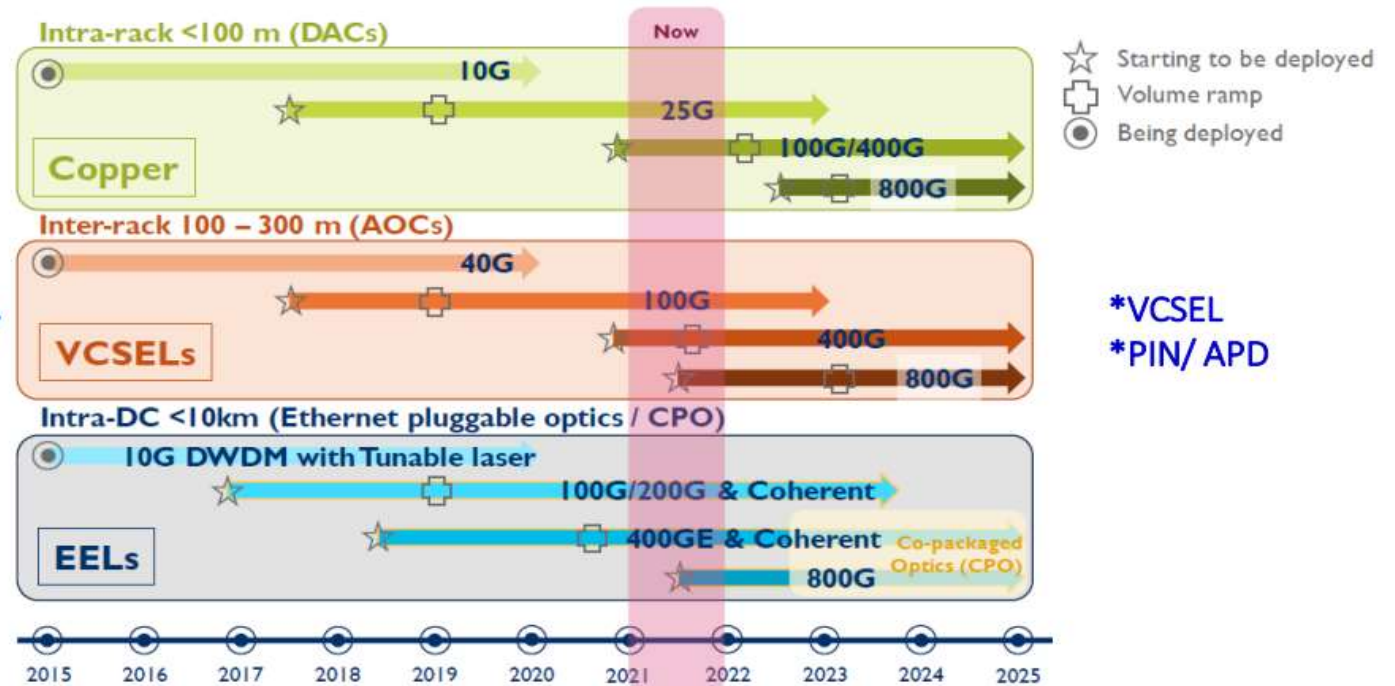 Now
Intra-rack <100 m (DACs)
10G
25G
100G/400G
800G
Copper
Starting to be deployed
Volume ramp
Being deployed
Inter-rack 100 – 300 m (AOCs)
40G
100G
400G
800G
VCSELs
*VCSEL
*PIN/ APD
Intra-DC <10km (Ethernet pluggable optics / CPO)
10G DWDM with Tunable laser
100G/200G & Coherent
400GE & Coherent
Co-packaged
Optics (CPO)
800G
EELs
2015 2016 2017 2018 2019 2020 2021 2022 2023 2024 2025